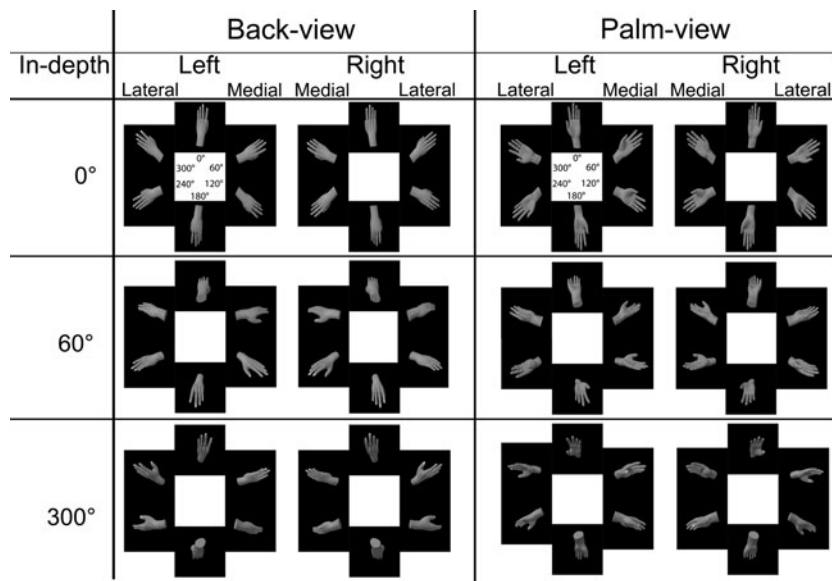 Back-view Palm-view
In-depth Left Right Left Right
Lateral Medial Medial Lateral Lateral Medial Medial Lateral
0°
0° 0°
300° 60° 300° 60°
240° 120° 240° 120°
180° 180°
60°
300°